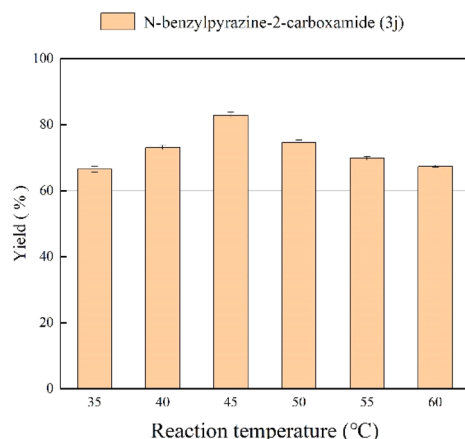 N-benzylpyrazine-2-carboxamide (3j)
100
80
60
40
20
0
Yield ( % )
35 40 45 50 55 60
Reaction temperature (℃)